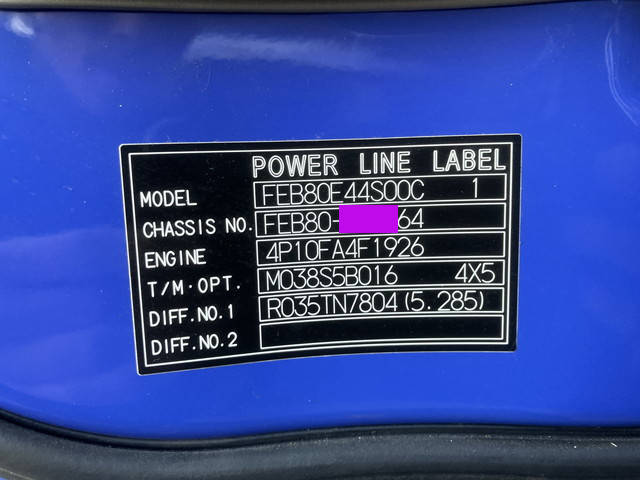 POWER LINE LABEL
MODEL FEB80E44S00C 1
CHASSIS NO. FEB80- 64
ENGINE 4P10FA4F1926
T/M·OPT. M038S5B016 4X5
DIFF.NO.1 R035TN7804(5.285)
DIFF.NO.2